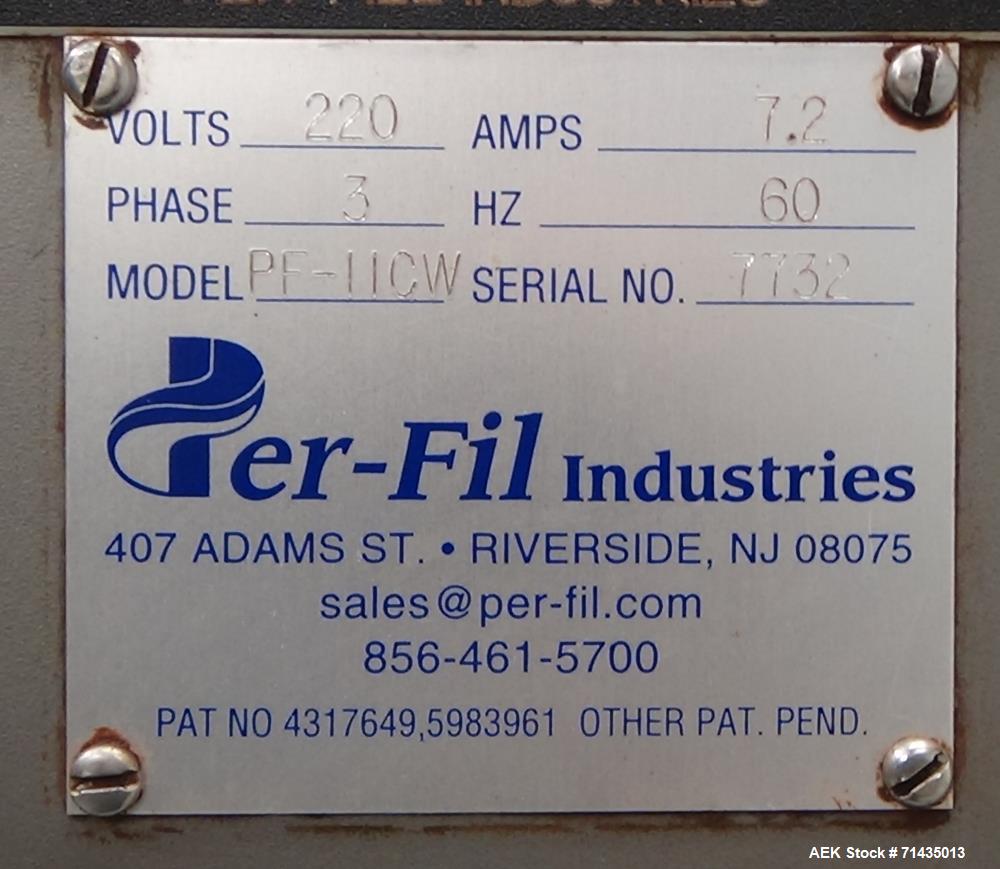 VOLTS 220 AMPS 7.2
PHASE 3 HZ 60
MODEL PF-11CW SERIAL NO. 7732
Per-Fil Industries
407 ADAMS ST. • RIVERSIDE, NJ 08075
sales@per-fil.com
856-461-5700
PAT NO 4317649,5983961 OTHER PAT. PEND.
AEK Stock # 71435013